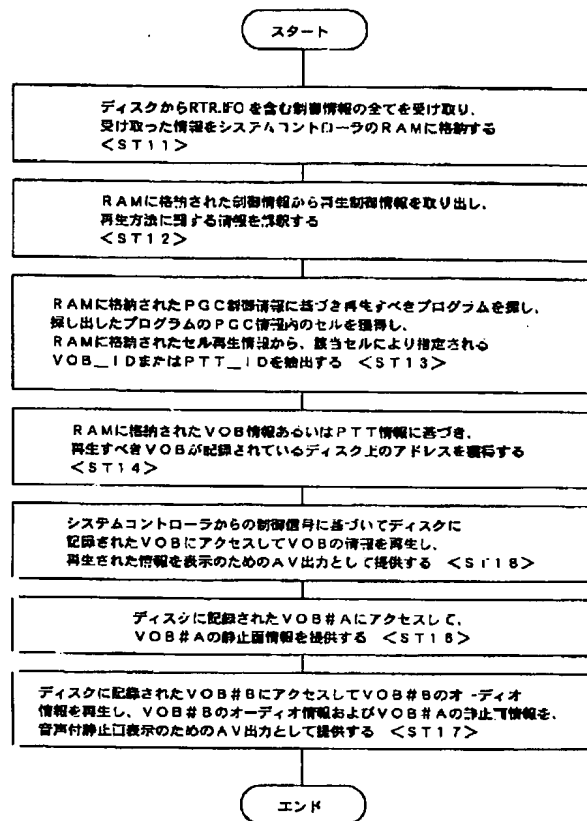 スタート
ディスクからRTR.IFOを含む制御情報の全てを受け取り、
受け取った情報をシステムコントローラのRAMに格納する
<ST11>
RAMに格納された制御情報から再生制御情報を取り出し、
再生方法に関する情報を解釈する
<ST12>
RAMに格納されたPGC制御情報に基づき再生すべきプログラムを探し、
探し出したプログラムのPGC情報内のセルを獲得し、
RAMに格納されたセル再生情報から、該当セルにより指定される
VOB__IDまたはPTT__IDを抽出する <ST13>
RAMに格納されたVOB情報あるいはPTT情報に基づき、
再生すべきVOBが記録されているディスク上のアドレスを獲得する
<ST14>
システムコントローラからの制御信号に基づいてディスクに
記録されたVOBにアクセスしてVOBの情報を再生し、
再生された情報を表示のためのAV出力として提供する <ST18>
ディスクに記録されたVOB#Aにアクセスして、
VOB#Aの静止画情報を提供する <ST16>
ディスクに記録されたVOB#BにアクセスしてVOB#Bのオーディオ
情報を再生し、VOB#Bのオーディオ情報およびVOB#Aの静止画情報を、
音声付静止画表示のためのAV出力として提供する <ST17>
エンド